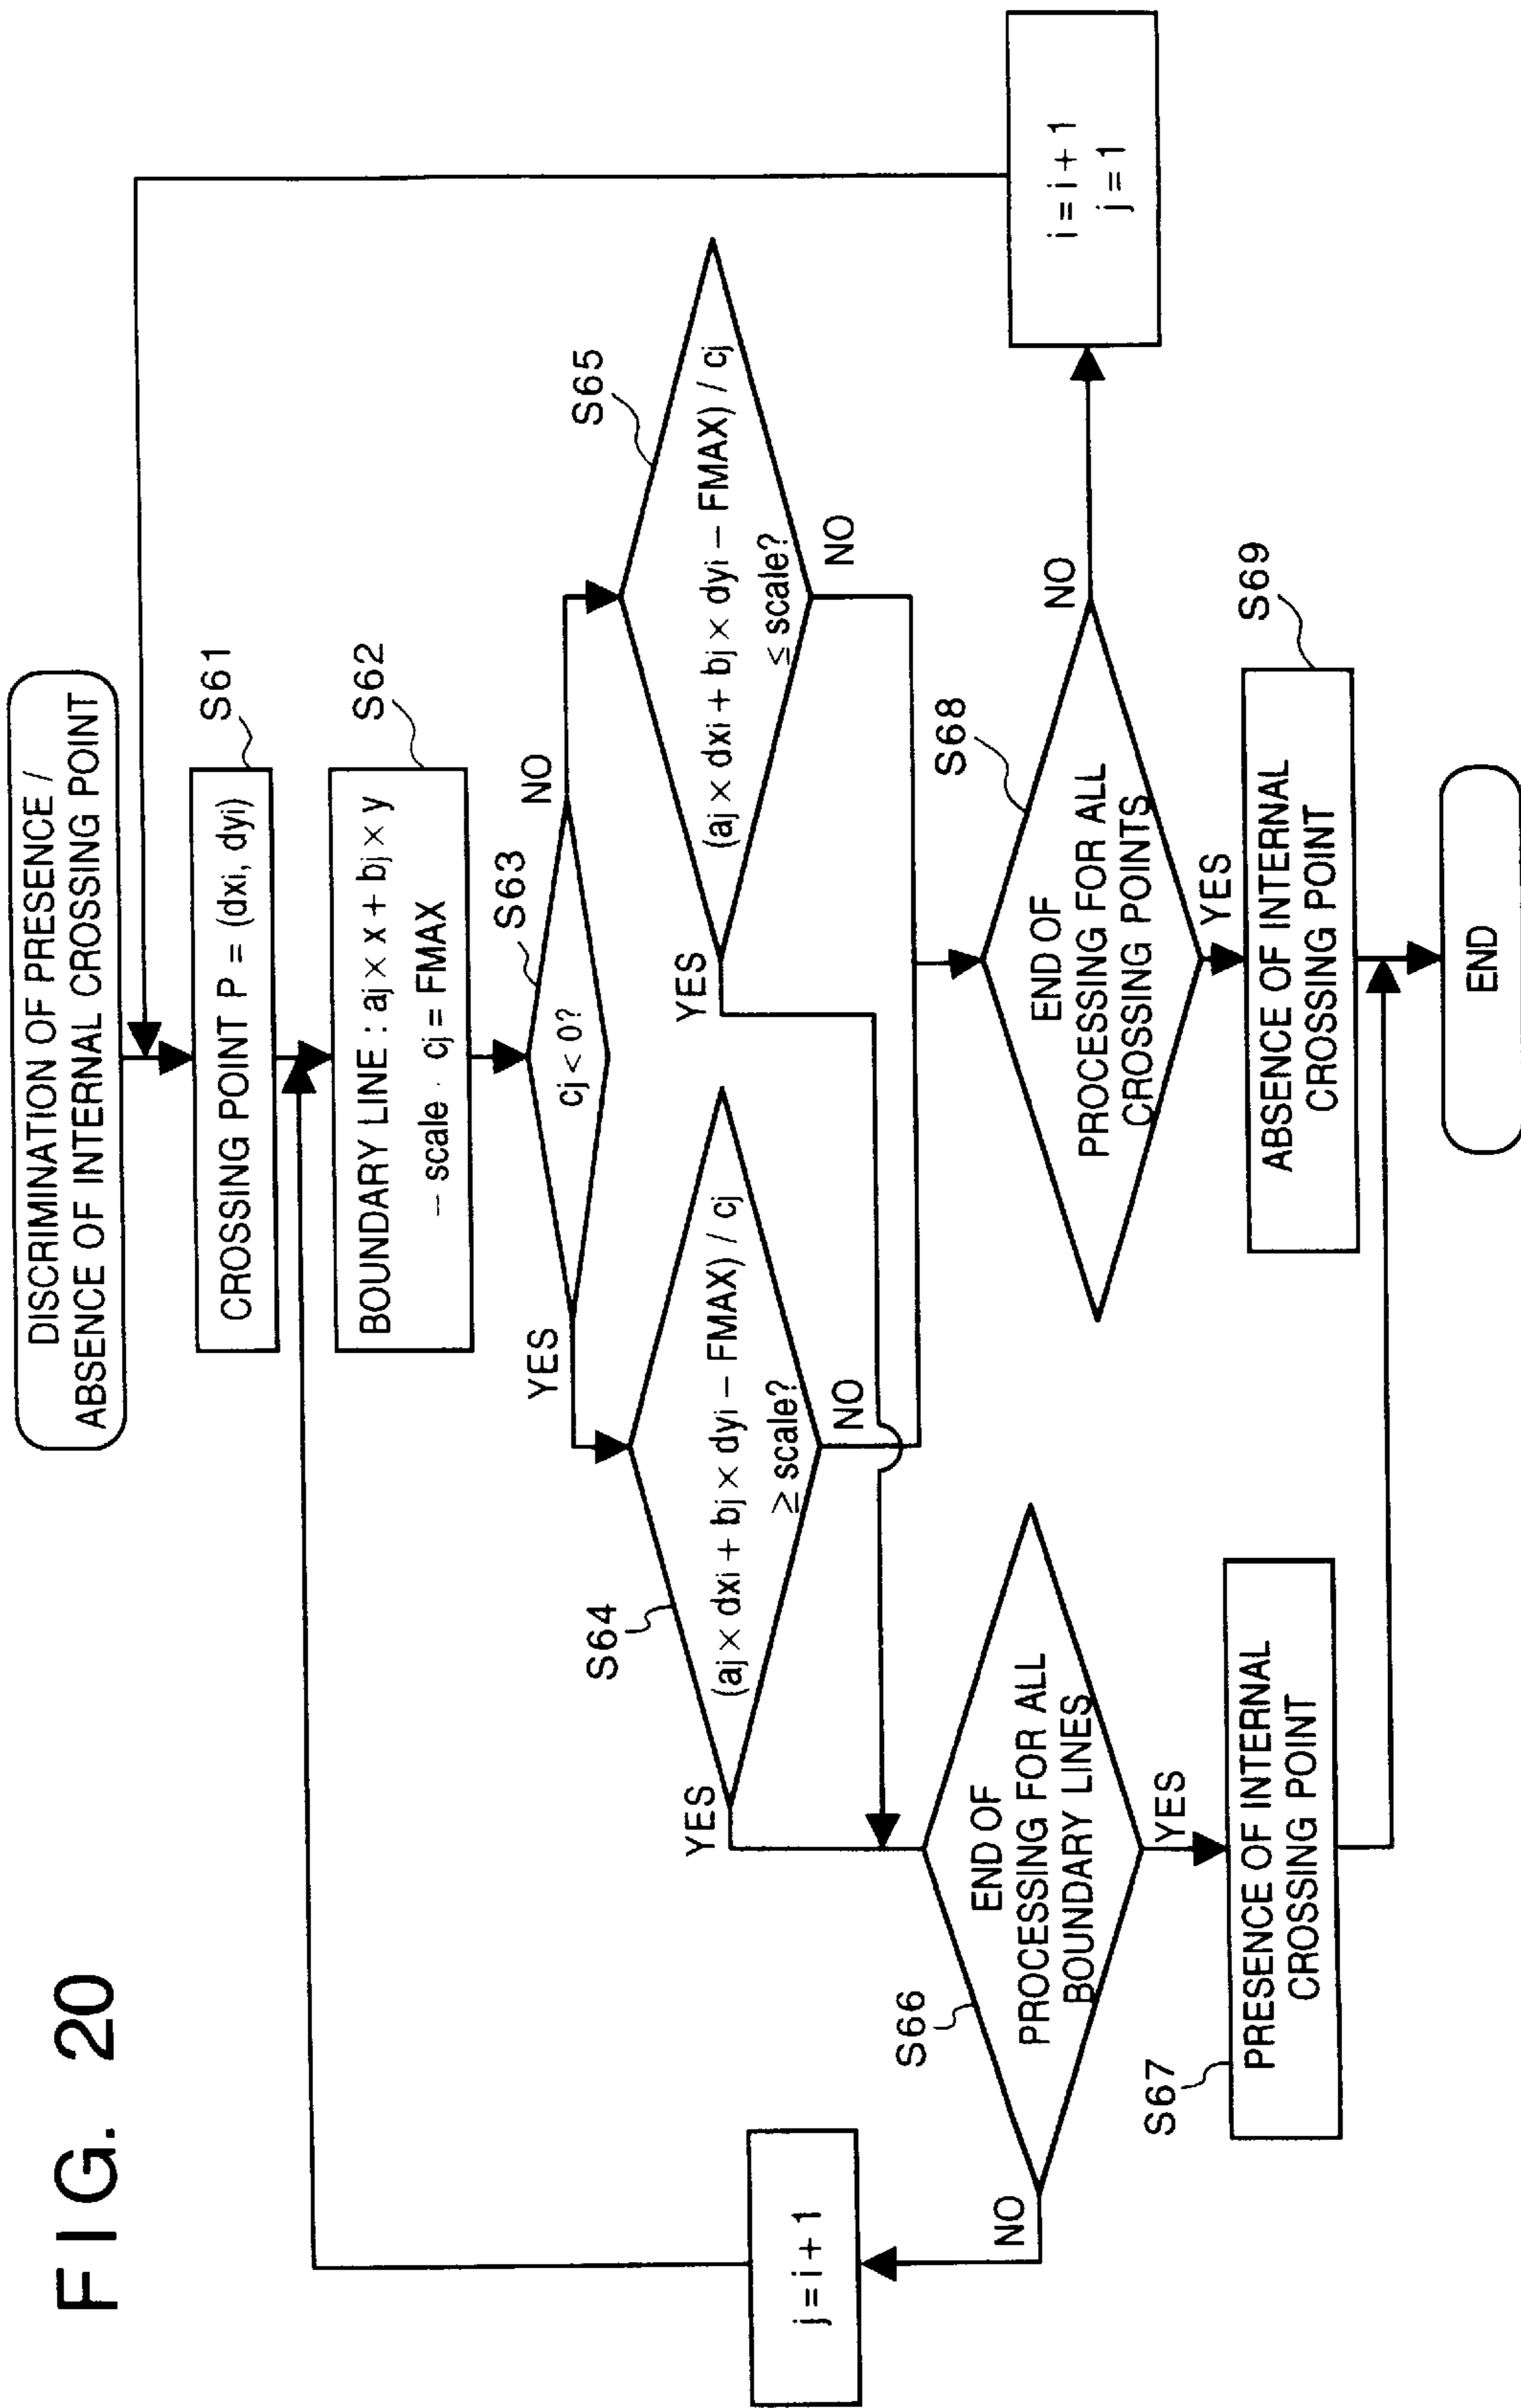 FIG. 20
DISCRIMINATION OF PRESENCE /
ABSENCE OF INTERNAL CROSSING POINT
S61
CROSSING POINT P = (dxi, dyi)
S62
BOUNDARY LINE : aj × x + bj × y
− scale · cj = FMAX
S63
cj < 0?
YES
NO
S64
(aj × dxi + bj × dyi − FMAX) / cj
≥ scale?
YES
NO
S65
(aj × dxi + bj × dyi − FMAX) / cj
≤ scale?
YES
NO
S66
END OF
PROCESSING FOR ALL
BOUNDARY LINES
NO
YES
j = i + 1
S67
PRESENCE OF INTERNAL
CROSSING POINT
S68
END OF
PROCESSING FOR ALL
CROSSING POINTS
NO
YES
i = i + 1
j = 1
S69
ABSENCE OF INTERNAL
CROSSING POINT
END